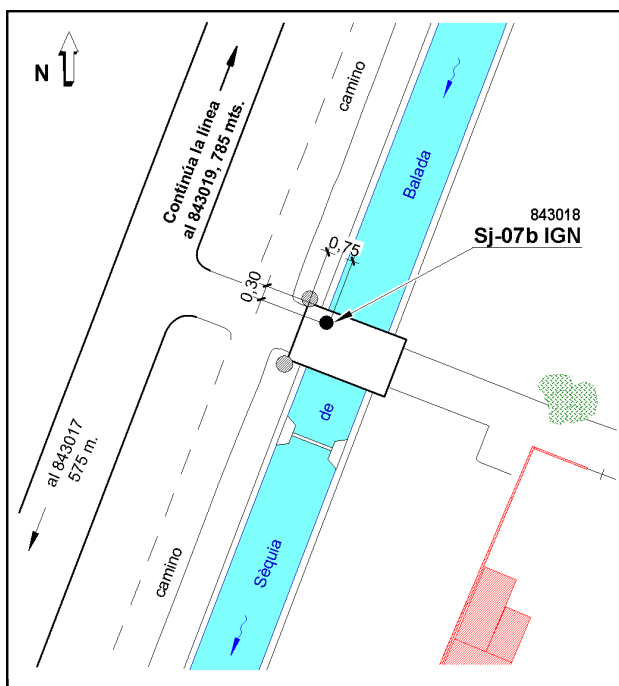 N
Continúa la línea
al 843019, 785 mts.
camino
Balada
843018
Sj-07b IGN
0,75
0,30
de
al 843017
575 m.
camino
Sèquia